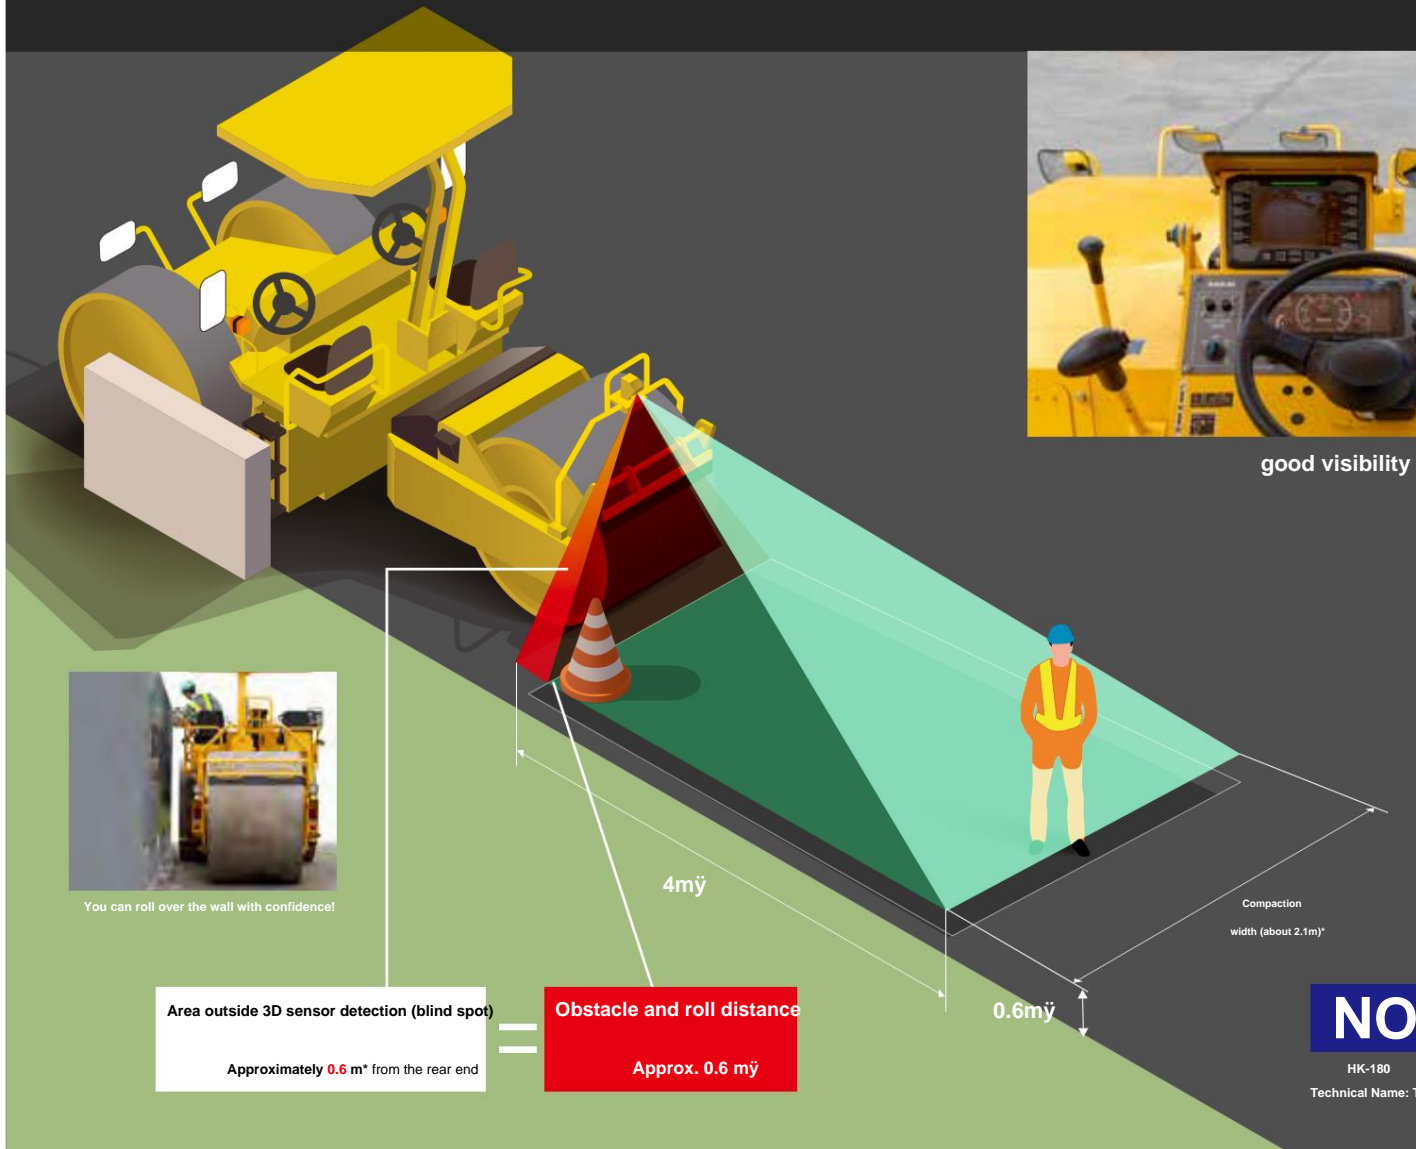 good visibility
You can roll over the wall with confidence!
4mÿ
Compaction
width (about 2.1m)*
0.6mÿ
Area outside 3D sensor detection (blind spot)
Approximately 0.6 m* from the rear end
=
Obstacle and roll distance
Approx. 0.6 mÿ
NO
HK-180
Technical Name: T